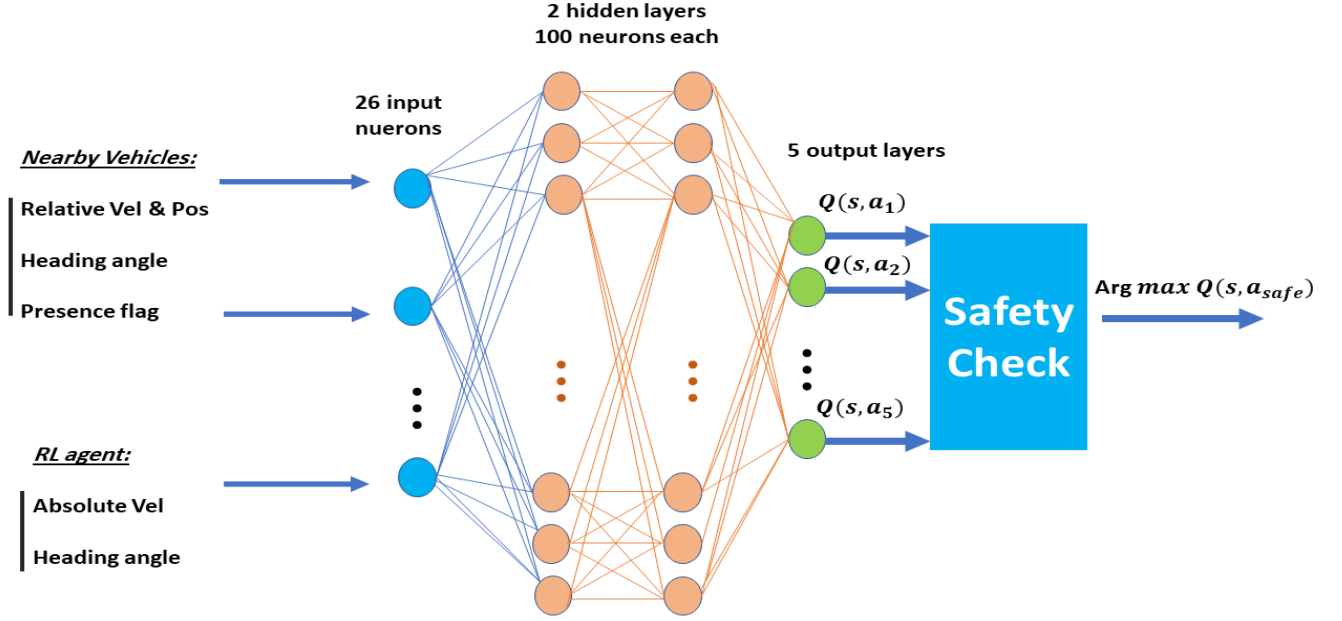 2 hidden layers
100 neurons each
26 input
nuerons
Nearby Vehicles:
Relative Vel & Pos
Heading angle
Presence flag
RL agent:
Absolute Vel
Heading angle
5 output layers
Q(s, a₁)
Q(s, a₂)
Q(s, a₅)
Safety
Check
Arg max Q(s, a_safe)